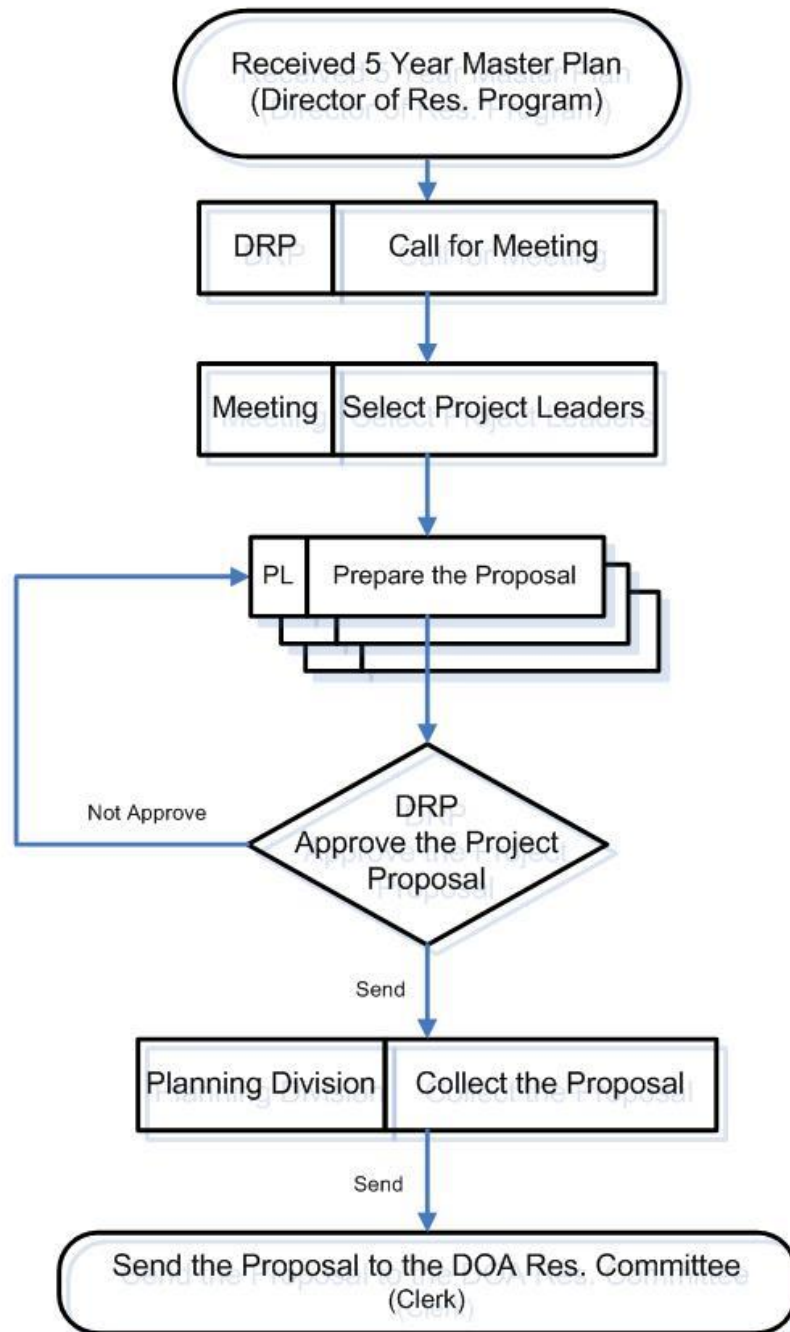 Received 5 Year Master Plan
(Director of Res. Program)
DRP
Call for Meeting
Meeting
Select Project Leaders
PL
Prepare the Proposal
Not Approve
DRP
Approve the Project
Proposal
Send
Planning Division
Collect the Proposal
Send
Send the Proposal to the DOA Res. Committee
(Clerk)